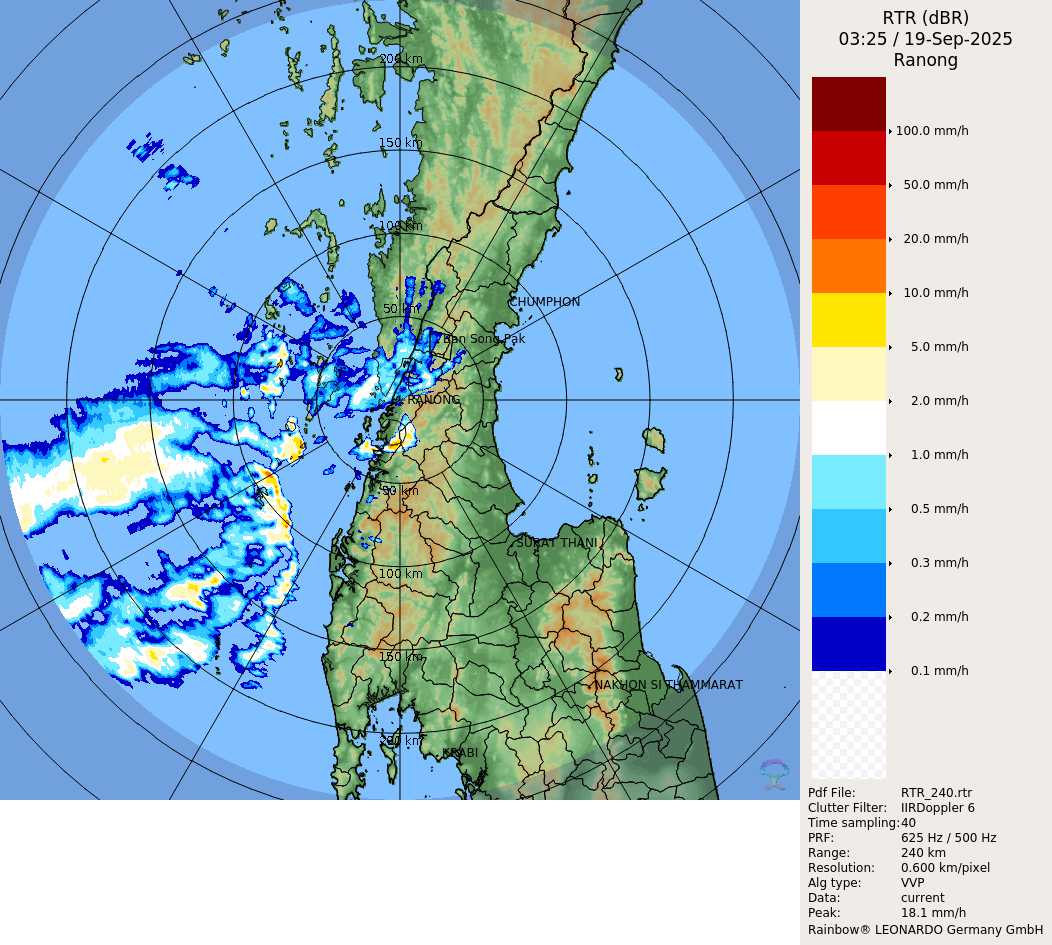 RTR (dBR)
03:25 / 19-Sep-2025
Ranong
200 km
150 km
100 km
50 km
CHUMPHON
Ban Song Pak
RANONG
50 km
SURAT THANI
100 km
150 km
NAKHON SI THAMMARAT
200 km
KRABI
100.0 mm/h
50.0 mm/h
20.0 mm/h
10.0 mm/h
5.0 mm/h
2.0 mm/h
1.0 mm/h
0.5 mm/h
0.3 mm/h
0.2 mm/h
0.1 mm/h
Pdf File: RTR_240.rtr
Clutter Filter: IIRDoppler 6
Time sampling: 40
PRF: 625 Hz / 500 Hz
Range: 240 km
Resolution: 0.600 km/pixel
Alg type: VVP
Data: current
Peak: 18.1 mm/h
Rainbow® LEONARDO Germany GmbH